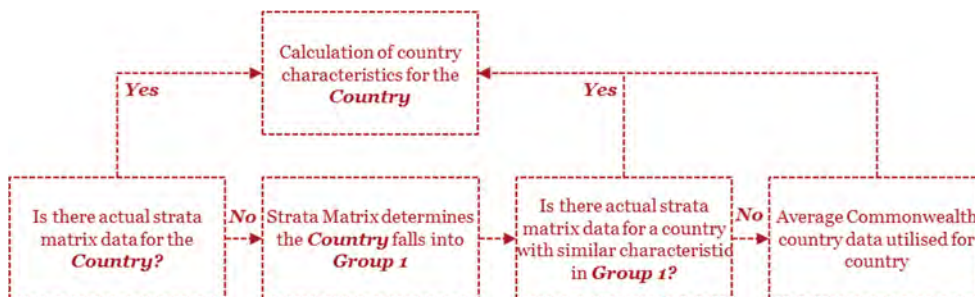 Calculation of country
characteristics for the
Country
Yes
Yes
Is there actual strata
matrix data for the
Country?
No
Strata Matrix determines
the Country falls into
Group 1
Is there actual strata
matrix data for a country
with similar characteristic
in Group 1?
No
Average Commonwealth
country data utilised for
country